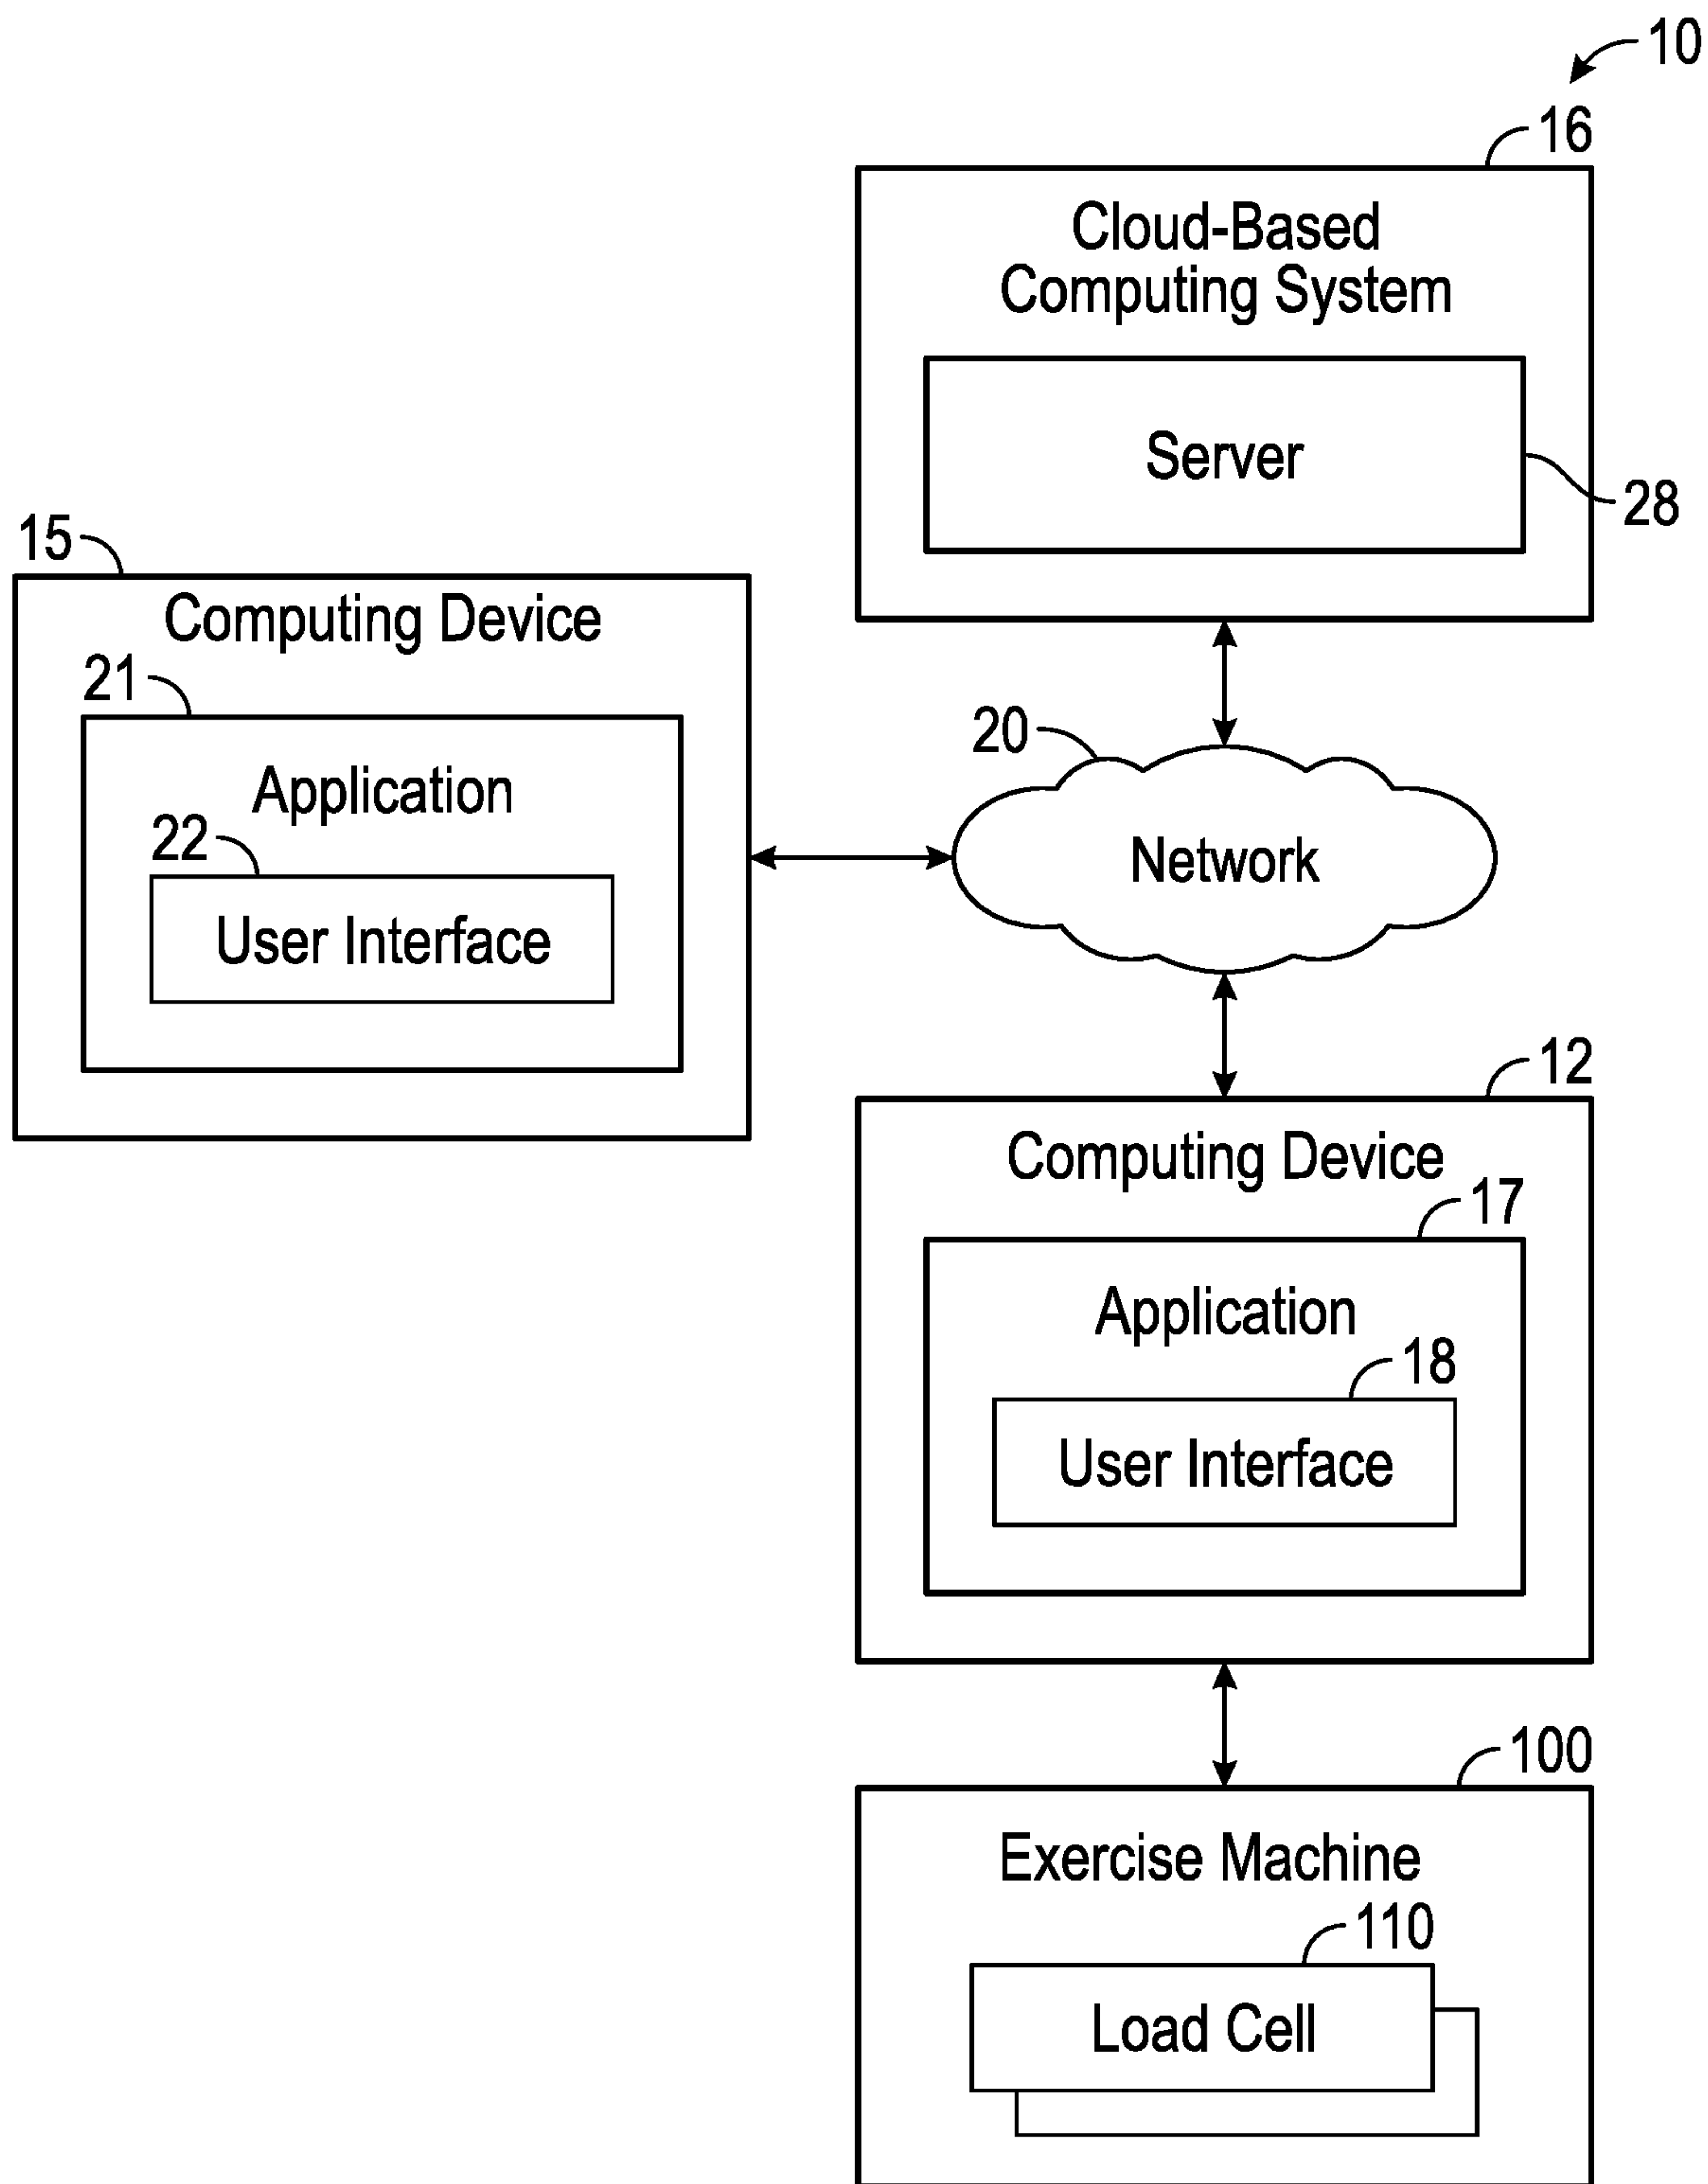 10
16
Cloud-Based
Computing System
Server
28
15
Computing Device
21
Application
22
User Interface
20
Network
12
Computing Device
17
Application
18
User Interface
100
Exercise Machine
110
Load Cell